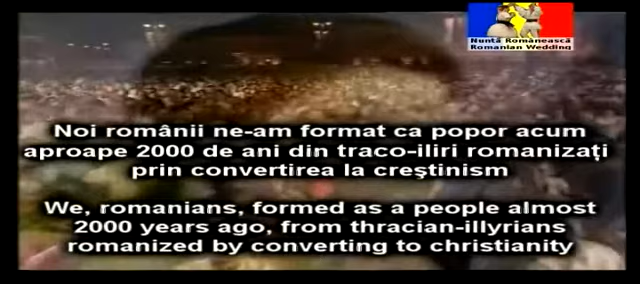 Nuntă Românească
Romanian Wedding
Noi românii ne-am format ca popor acum
aproape 2000 de ani din traco-iliri romanizaţi
prin convertirea la creştinism
We, romanians, formed as a people almost
2000 years ago, from thracian-illyrians
romanized by converting to christianity